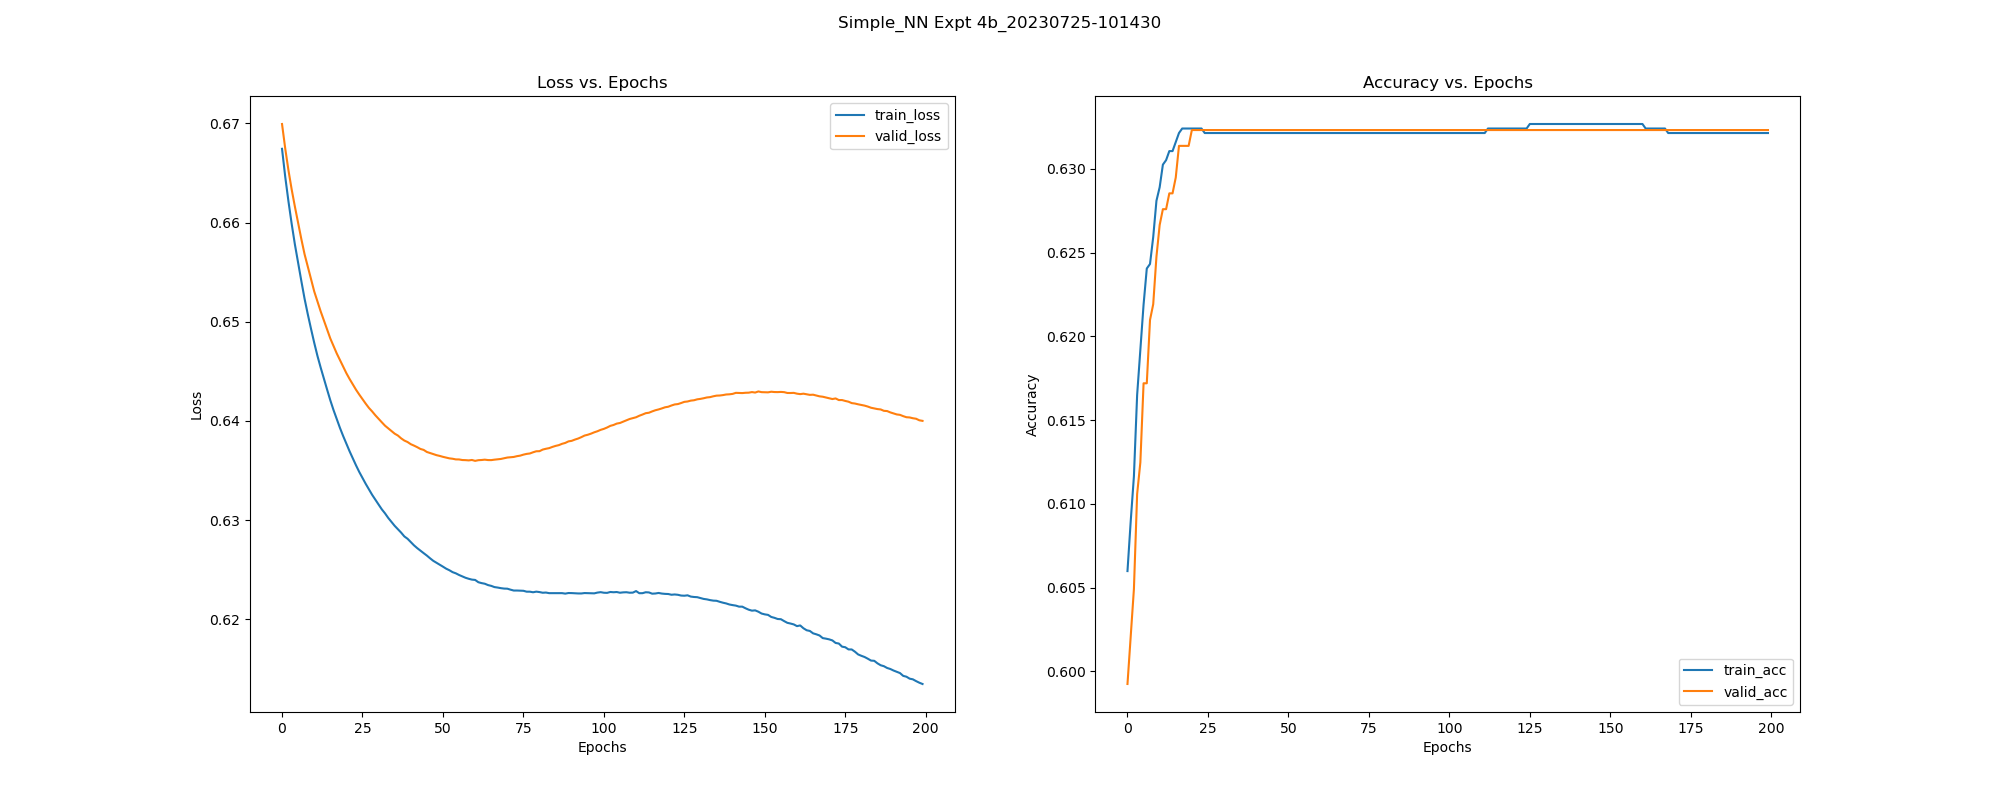 Simple_NN Expt 4b_20230725-101430
Loss vs. Epochs
train_loss
valid_loss
0.67
0.66
0.65
0.64
0.63
0.62
Loss
0 25 50 75 100 125 150 175 200
Epochs
Accuracy vs. Epochs
0.630
0.625
0.620
0.615
0.610
0.605
0.600
Accuracy
train_acc
valid_acc
0 25 50 75 100 125 150 175 200
Epochs